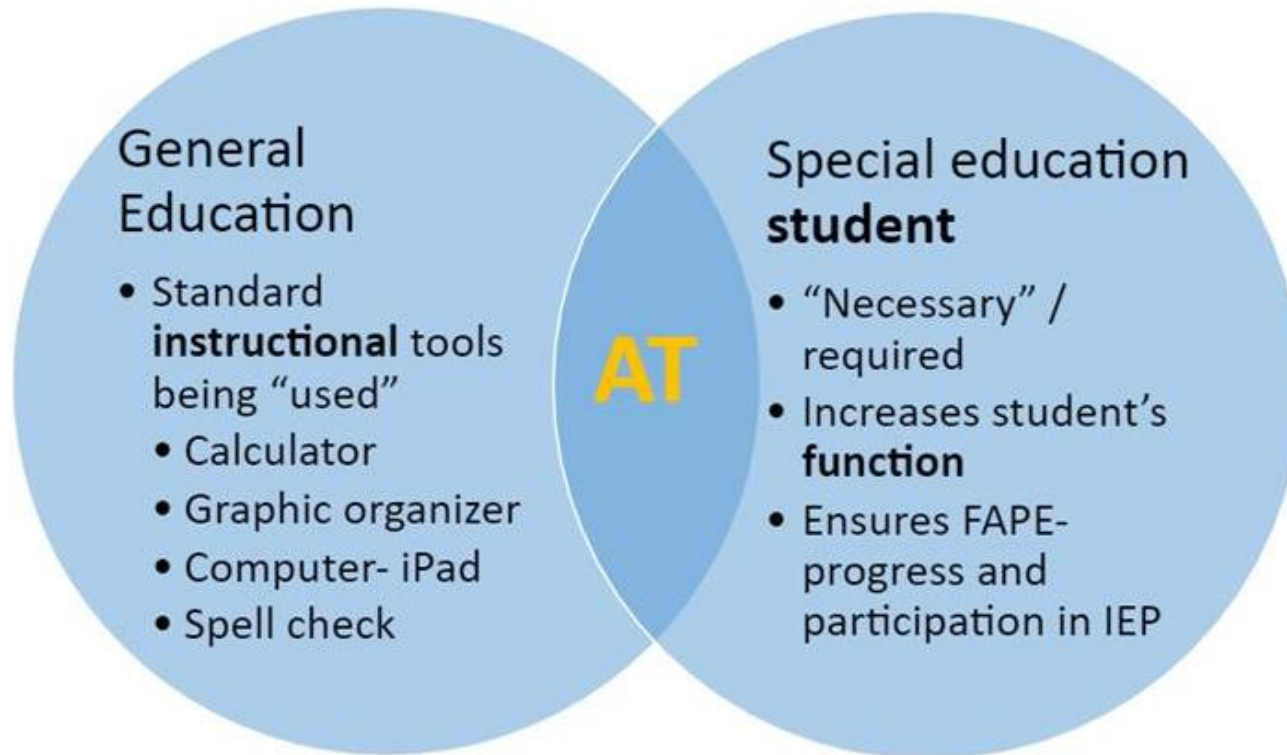 General
Education
• Standard
instructional tools
being “used”
• Calculator
• Graphic organizer
• Computer- iPad
• Spell check
AT
Special education
student
• “Necessary” /
required
• Increases student’s
function
• Ensures FAPE-
progress and
participation in IEP